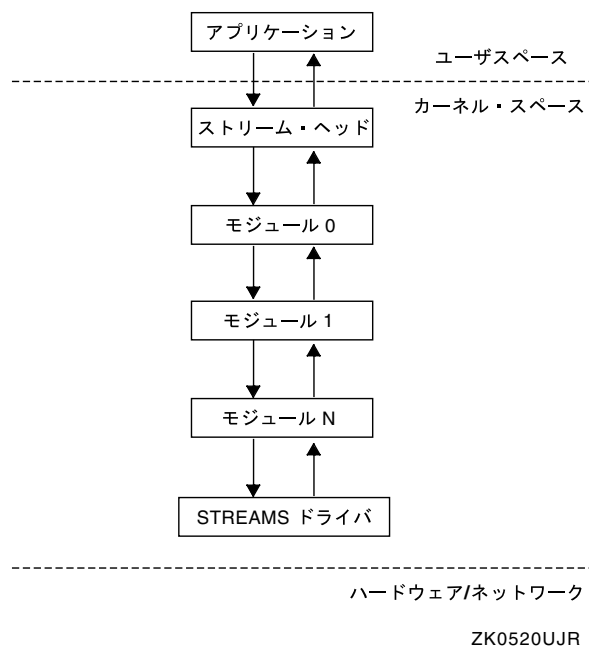 アプリケーション
ユーザスペース
カーネル・スペース
ストリーム・ヘッド
モジュール 0
モジュール 1
モジュール N
STREAMS ドライバ
ハードウェア/ネットワーク
ZK0520UJR